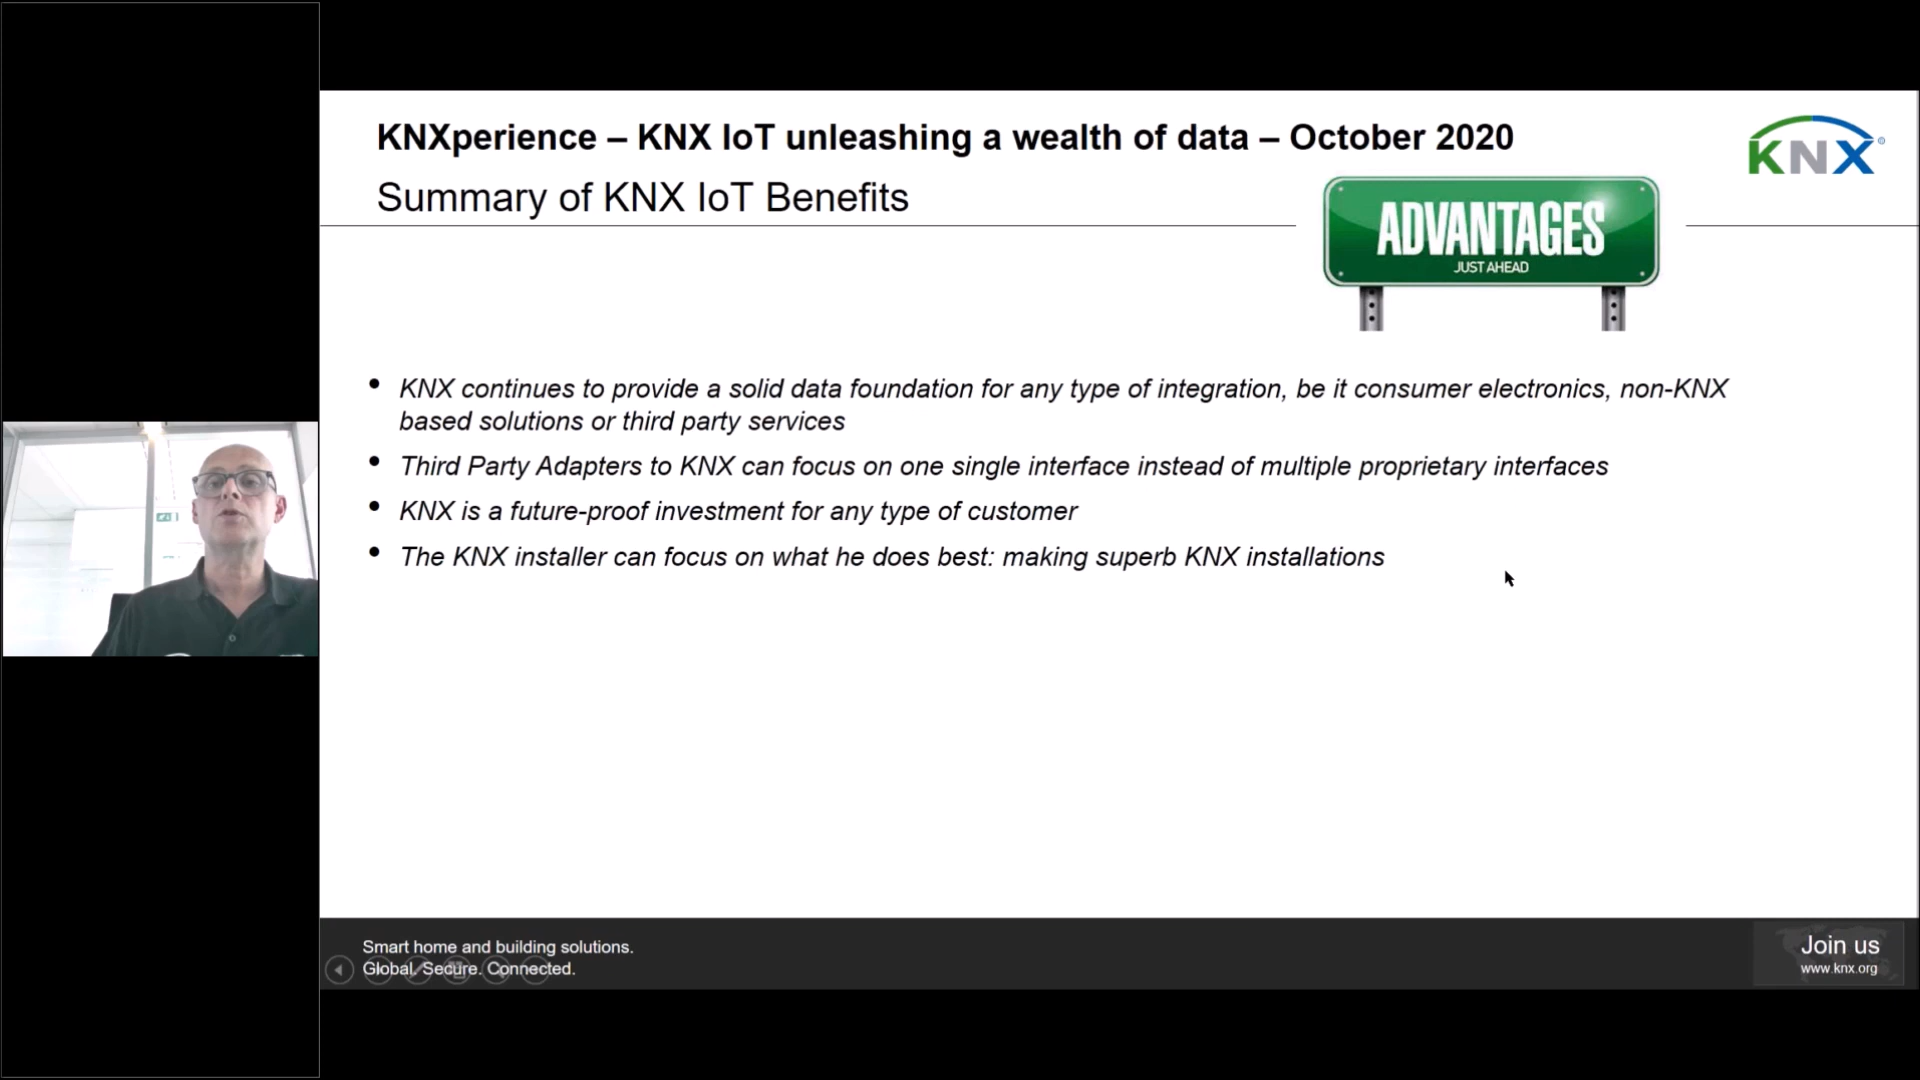 KNXperience – KNX IoT unleashing a wealth of data – October 2020
KNX
Summary of KNX IoT Benefits
ADVANTAGES
JUST AHEAD
• KNX continues to provide a solid data foundation for any type of integration, be it consumer electronics, non-KNX
based solutions or third party services
• Third Party Adapters to KNX can focus on one single interface instead of multiple proprietary interfaces
• KNX is a future-proof investment for any type of customer
• The KNX installer can focus on what he does best: making superb KNX installations
Smart home and building solutions.
Global. Secure. Connected.
Join us
www.knx.org